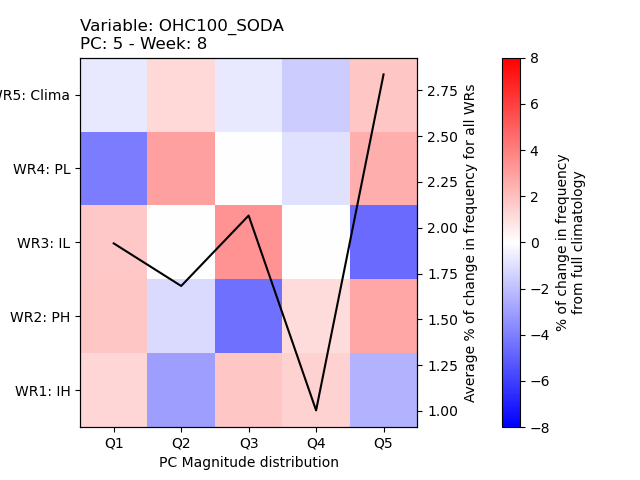 Variable: OHC100_SODA
PC: 5 - Week: 8
WR5: Clima
WR4: PL
WR3: IL
WR2: PH
WR1: IH
Q1 Q2 Q3 Q4 Q5
PC Magnitude distribution
2.75
2.50
2.25
2.00
1.75
1.50
1.25
1.00
Average % of change in frequency for all WRs
8
6
4
2
0
−2
−4
−6
−8
% of change in frequency
from full climatology